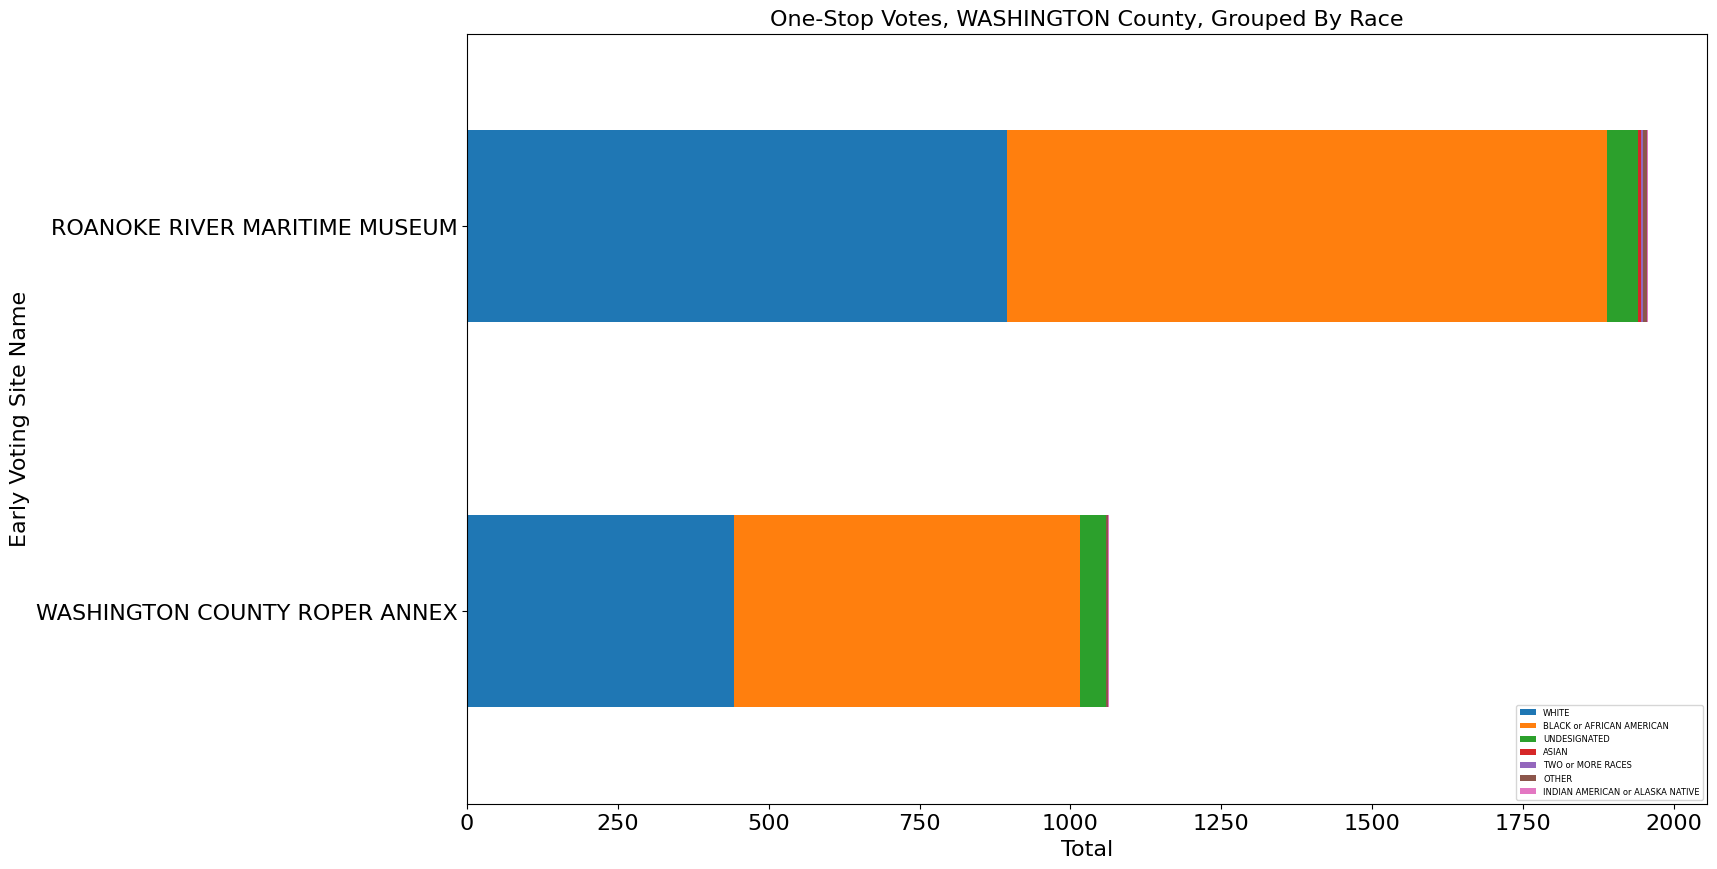 One-Stop Votes, WASHINGTON County, Grouped By Race
Early Voting Site Name
ROANOKE RIVER MARITIME MUSEUM
WASHINGTON COUNTY ROPER ANNEX
WHITE
BLACK or AFRICAN AMERICAN
UNDESIGNATED
ASIAN
TWO or MORE RACES
OTHER
INDIAN AMERICAN or ALASKA NATIVE
0 250 500 750 1000 1250 1500 1750 2000
Total